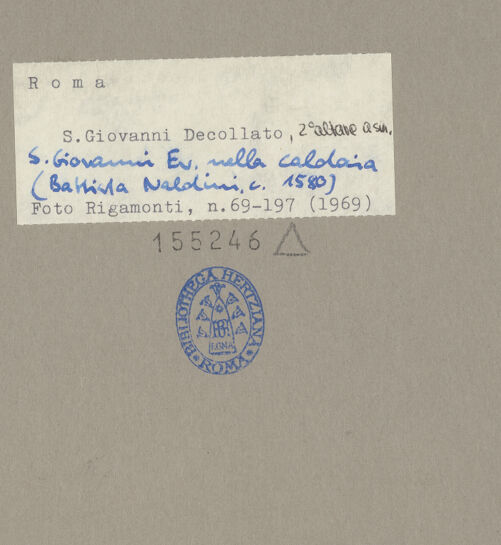 Roma
S.Giovanni Decollato, 2° altare a sin.
S. Giovanni Ev. nella caldaia
(Battista Naldini, c. 1580)
Foto Rigamonti, n.69-197 (1969)
155246
BIBLIOTHECA HERTZIANA
ROMA